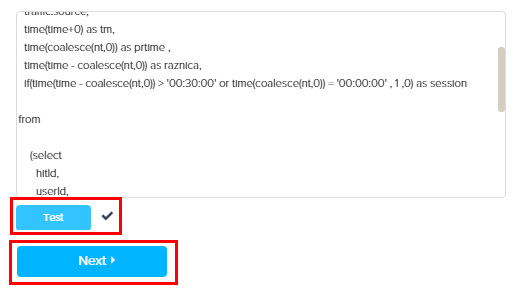 traffic.source,
time(time+0) as tm,
time(coalesce(nt,0)) as prtime ,
time(time - coalesce(nt,0)) as raznica,
if(time(time - coalesce(nt,0)) > '00:30:00' or time(coalesce(nt,0)) = '00:00:00' , 1 ,0) as session
from
(select
hitId,
userId,
Test
Next